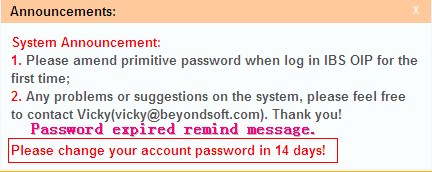 Announcements: X
System Announcement:
1. Please amend primitive password when log in IBS OIP for the
first time;
2. Any problems or suggestions on the system, please feel free
to contact Vicky(vicky@beyondsoft.com). Thank you!
Password expired remind message.
Please change your account password in 14 days!